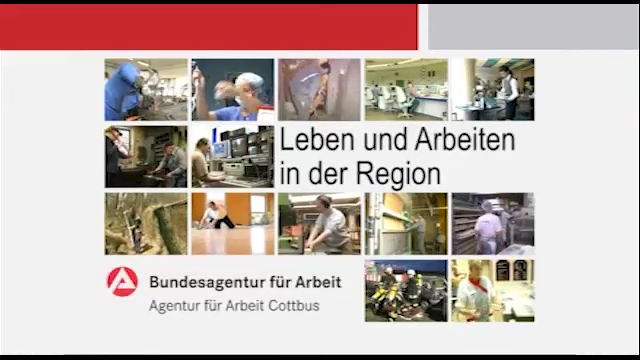 Leben und Arbeiten
in der Region
Bundesagentur für Arbeit
Agentur für Arbeit Cottbus